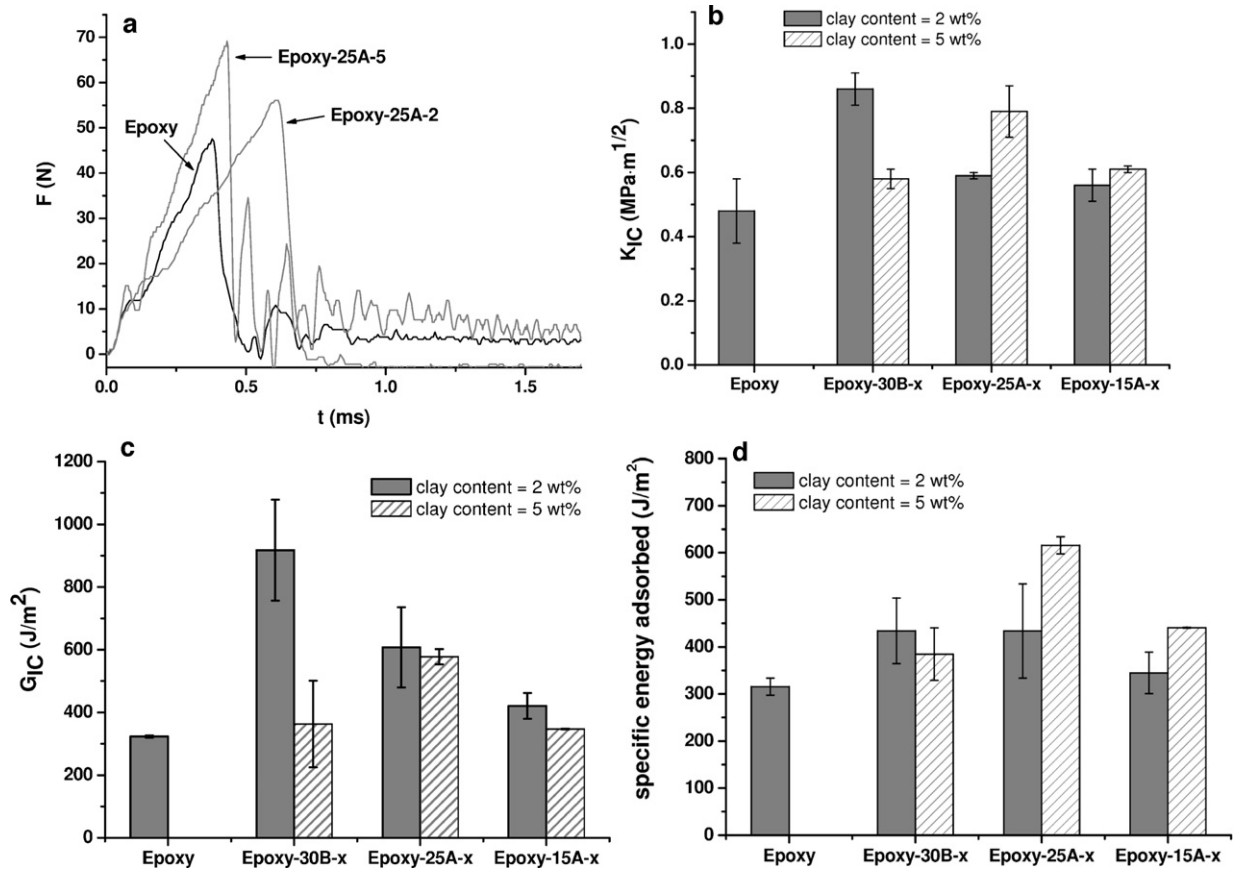 a
70
60
50
40
30
20
10
0
F (N)
Epoxy-25A-5
Epoxy-25A-2
Epoxy
0.0 0.5 1.0 1.5
t (ms)
b
clay content = 2 wt%
clay content = 5 wt%
1.0
0.8
0.6
0.4
0.2
0.0
KIC (MPa·m1/2)
Epoxy Epoxy-30B-x Epoxy-25A-x Epoxy-15A-x
c
clay content = 2 wt%
clay content = 5 wt%
1200
1000
800
600
400
200
0
GIC (J/m2)
Epoxy Epoxy-30B-x Epoxy-25A-x Epoxy-15A-x
d
clay content = 2 wt%
clay content = 5 wt%
800
700
600
500
400
300
200
100
0
specific energy adsorbed (J/m2)
Epoxy Epoxy-30B-x Epoxy-25A-x Epoxy-15A-x